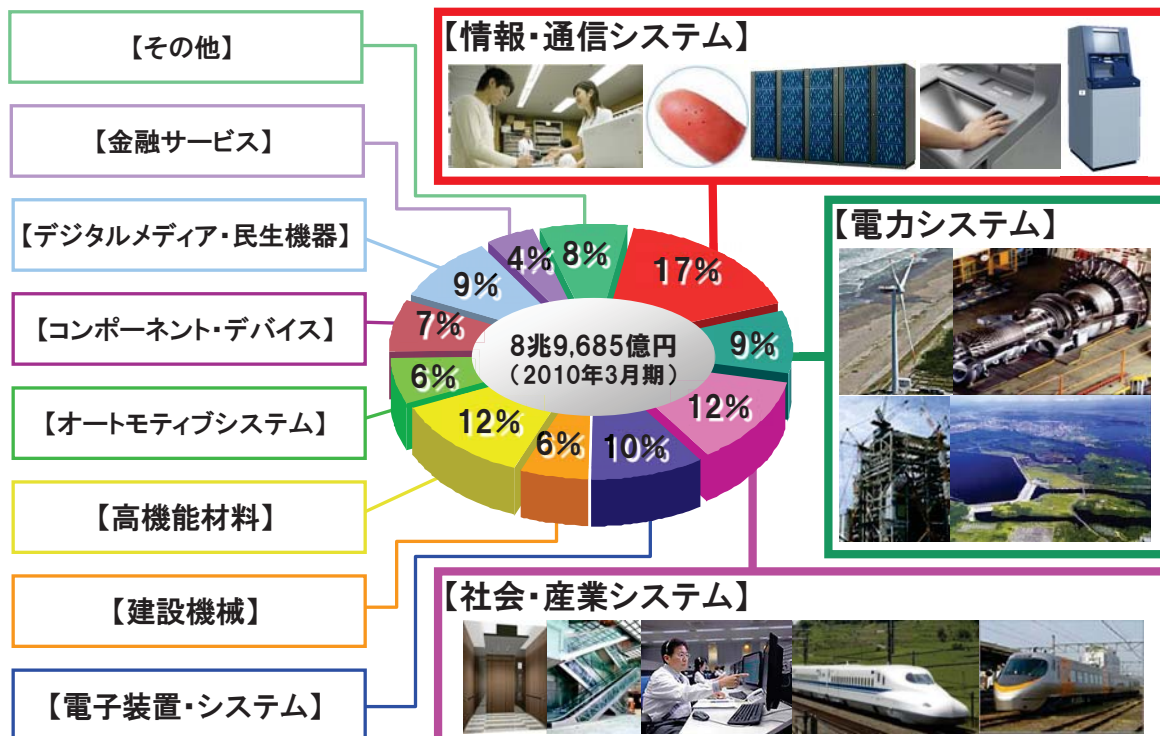 【その他】
【金融サービス】
【デジタルメディア・民生機器】
【コンポーネント・デバイス】
【オートモティブシステム】
【高機能材料】
【建設機械】
【電子装置・システム】
【情報・通信システム】
【電力システム】
【社会・産業システム】
8%
17%
4%
9%
7%
9%
6%
12%
12%
6%
10%
8兆9,685億円
（2010年3月期）